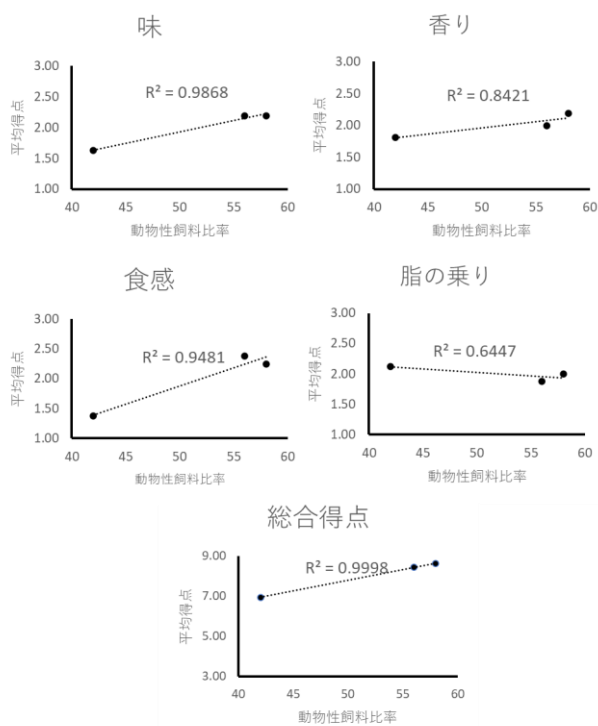 味
3.00
2.50
2.00
1.50
1.00
平均得点
R² = 0.9868
40 45 50 55 60
動物性飼料比率
香り
3.00
2.50
2.00
1.50
1.00
平均得点
R² = 0.8421
40 45 50 55 60
動物性飼料比率
食感
3.00
2.50
2.00
1.50
1.00
平均得点
R² = 0.9481
40 45 50 55 60
動物性飼料比率
脂の乗り
3.00
2.50
2.00
1.50
1.00
平均得点
R² = 0.6447
40 45 50 55 60
動物性飼料比率
総合得点
9.00
7.00
5.00
3.00
平均得点
R² = 0.9998
40 45 50 55 60
動物性飼料比率